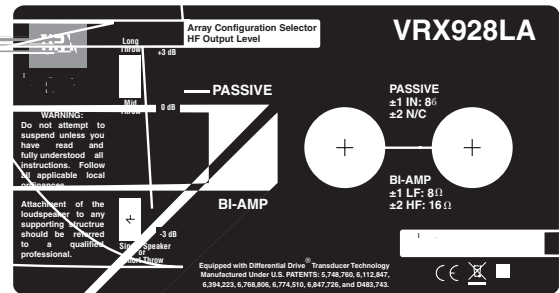 Array Configuration Selector
HF Output Level
VRX928LA
Long
Throw
+3 dB
PASSIVE
Mid
Throw
0 dB
WARNING:
Do not attempt to
suspend unless you
have read and
fully understood all
instructions. Follow
all applicable local
ordinances.
Attachment of the
loudspeaker to any
supporting structrue
should be referred
to a qualified
professional.
BI-AMP
-3 dB
Single Speaker
or
Short Throw
PASSIVE
±1 IN: 8б
±2 N/C
BI-AMP
±1 LF: 8Ω
±2 HF: 16Ω
Equipped with Differential Drive® Transducer Technology
Manufactured Under U.S. PATENTS: 5,748,760, 6,112,847,
6,394,223, 6,768,806, 6,774,510, 6,847,726, and D483,743.
CE